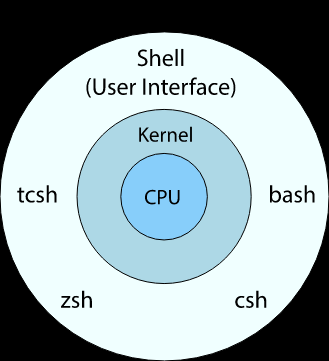 Shell
(User Interface)
Kernel
tcsh
CPU
bash
zsh
csh